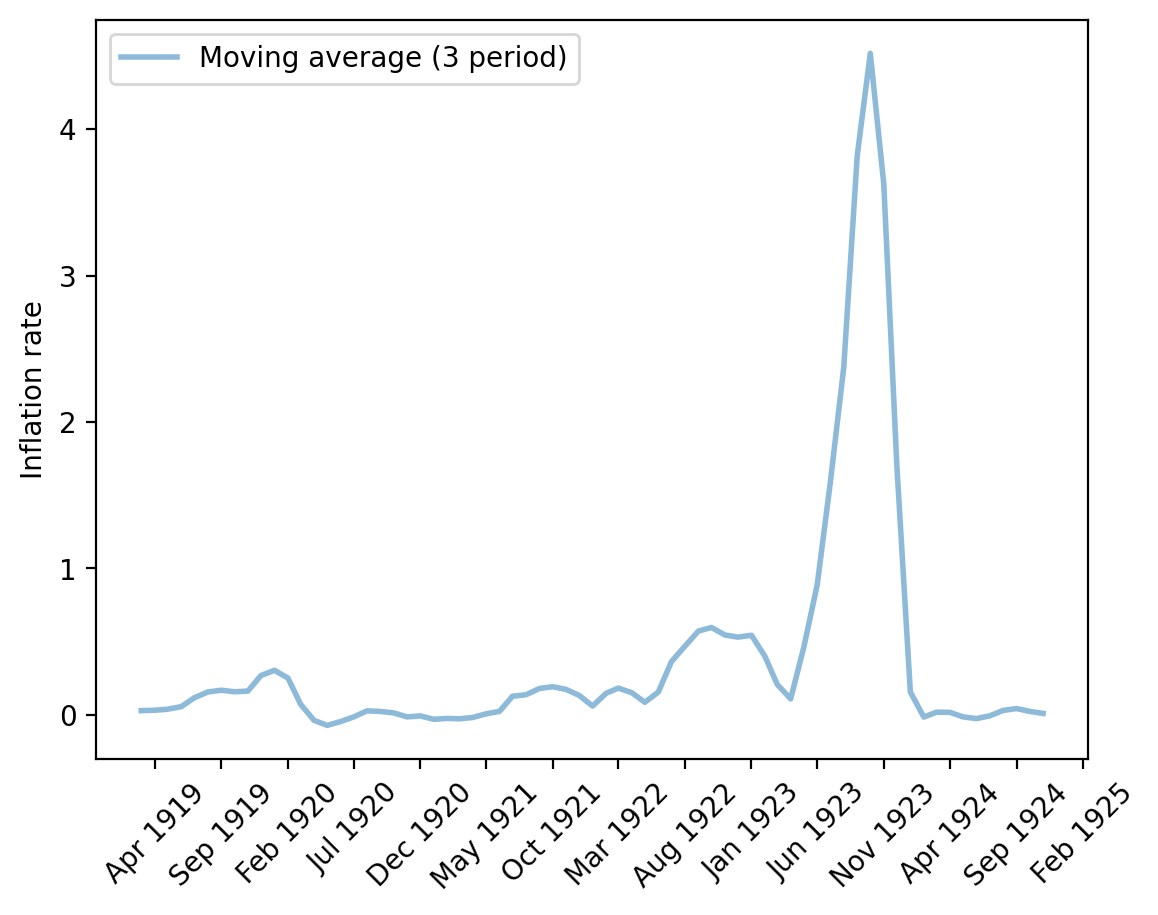 Moving average (3 period)
Inflation rate
4
3
2
1
0
Apr 1919
Sep 1919
Feb 1920
Jul 1920
Dec 1920
May 1921
Oct 1921
Mar 1922
Aug 1922
Jan 1923
Jun 1923
Nov 1923
Apr 1924
Sep 1924
Feb 1925